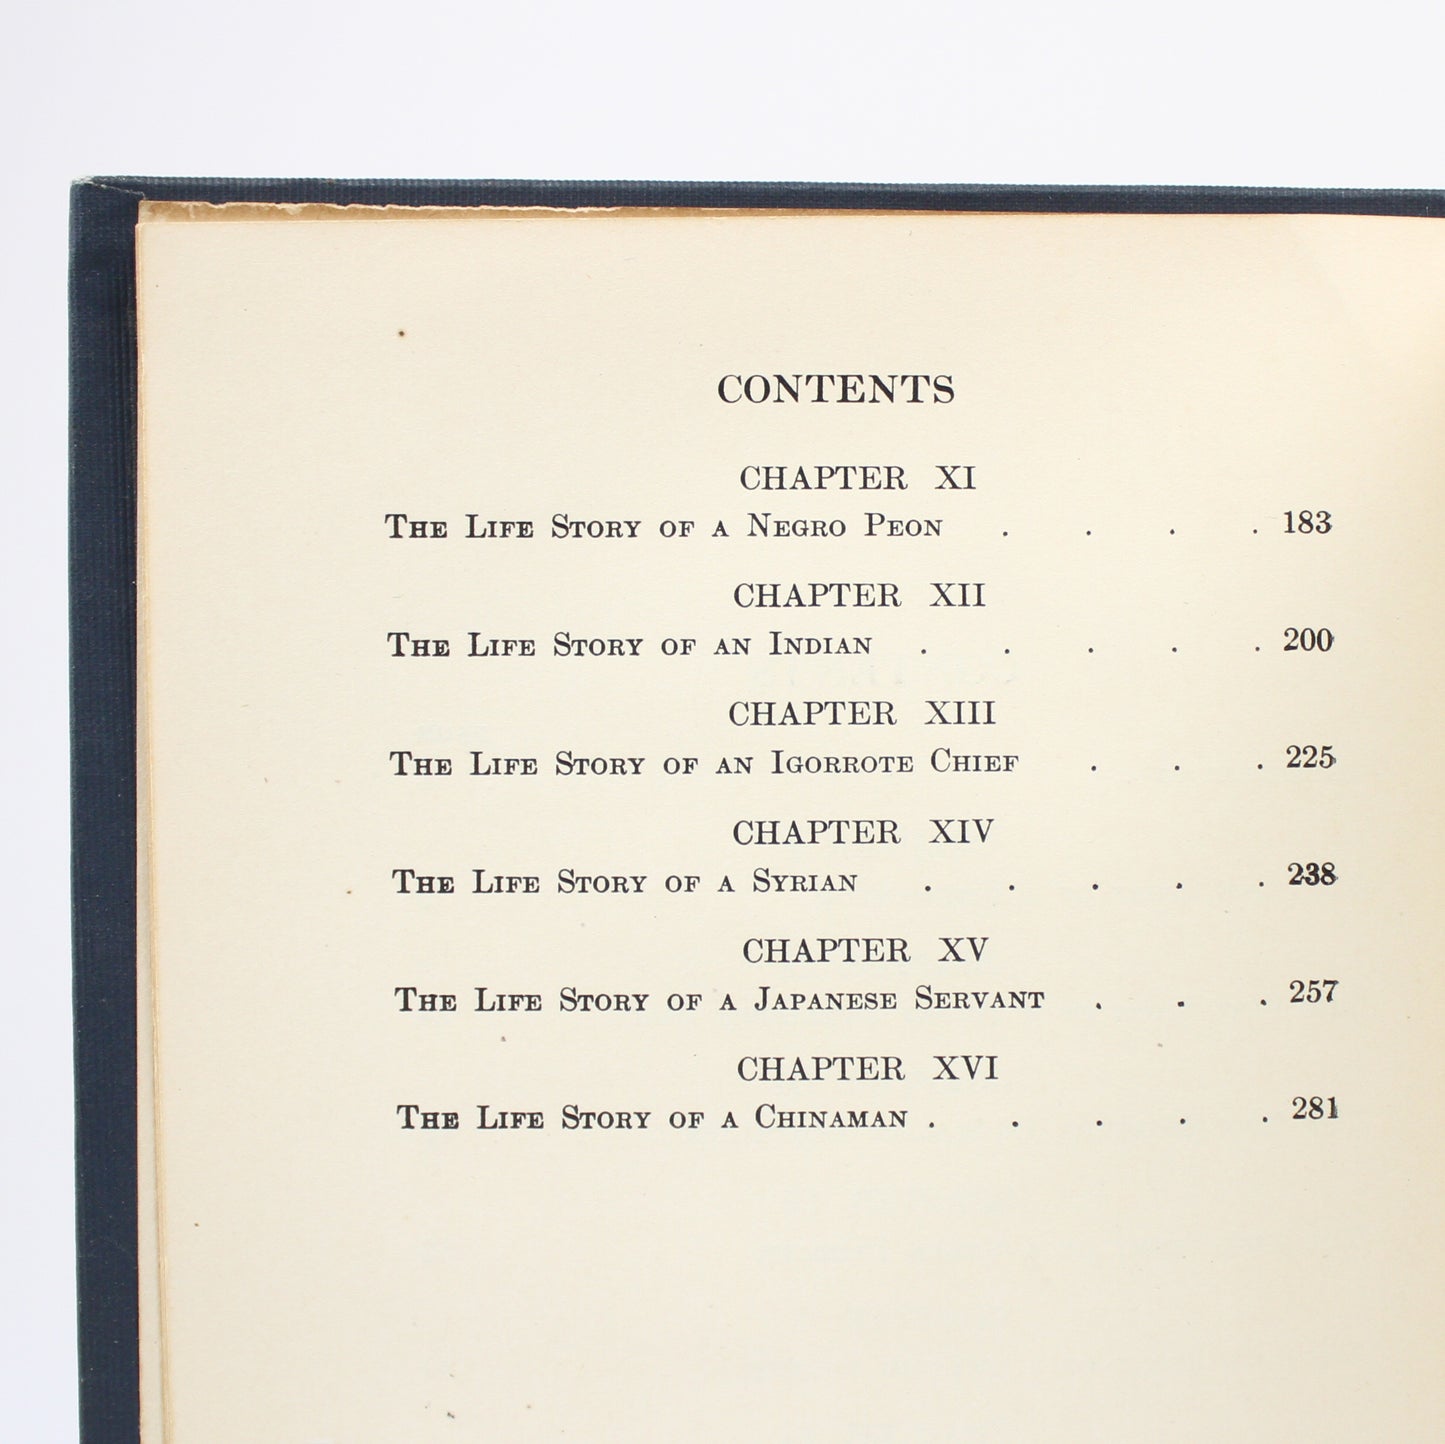 CONTENTS
CHAPTER XI
The Life Story of a Negro Peon . . . . 183
CHAPTER XII
The Life Story of an Indian . . . . . 200
CHAPTER XIII
The Life Story of an Igorrote Chief . . . 225
CHAPTER XIV
The Life Story of a Syrian . . . . . 238
CHAPTER XV
The Life Story of a Japanese Servant . . . 257
CHAPTER XVI
The Life Story of a Chinaman . . . . . 281